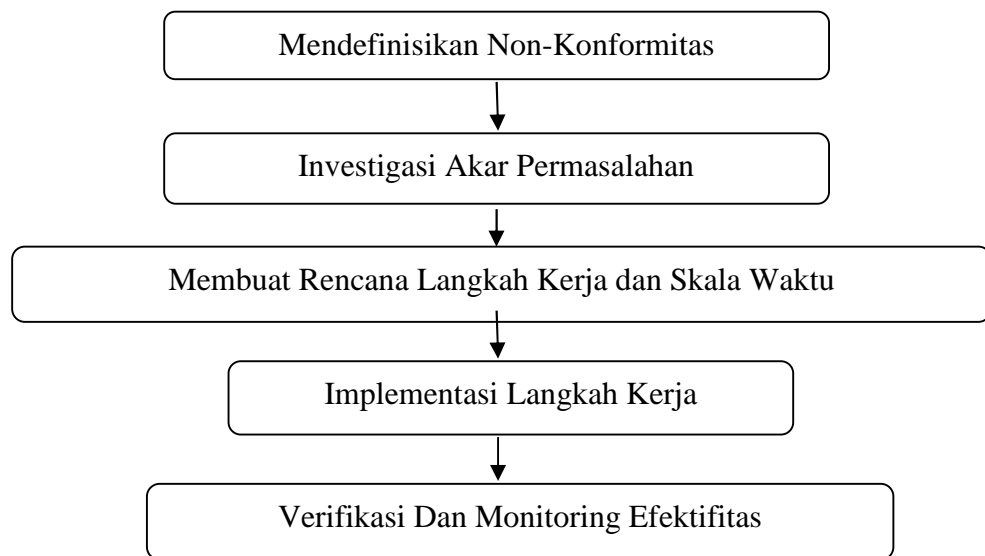 Mendefinisikan Non-Konformitas
Investigasi Akar Permasalahan
Membuat Rencana Langkah Kerja dan Skala Waktu
Implementasi Langkah Kerja
Verifikasi Dan Monitoring Efektifitas